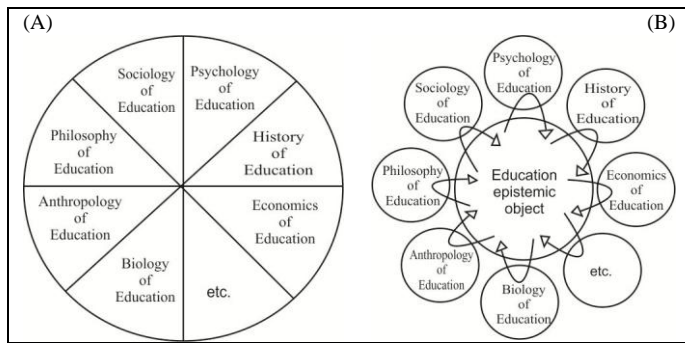 (A)
Sociology
of
Education
Psychology
of
Education
Philosophy
of
Education
History
of
Education
Anthropology
of
Education
Economics
of
Education
Biology
of
Education
etc.
(B)
Psychology
of
Education
Sociology
of
Education
History
of
Education
Philosophy
of
Education
Education
epistemic
object
Economics
of
Education
Anthropology
of
Education
etc.
Biology
of
Education